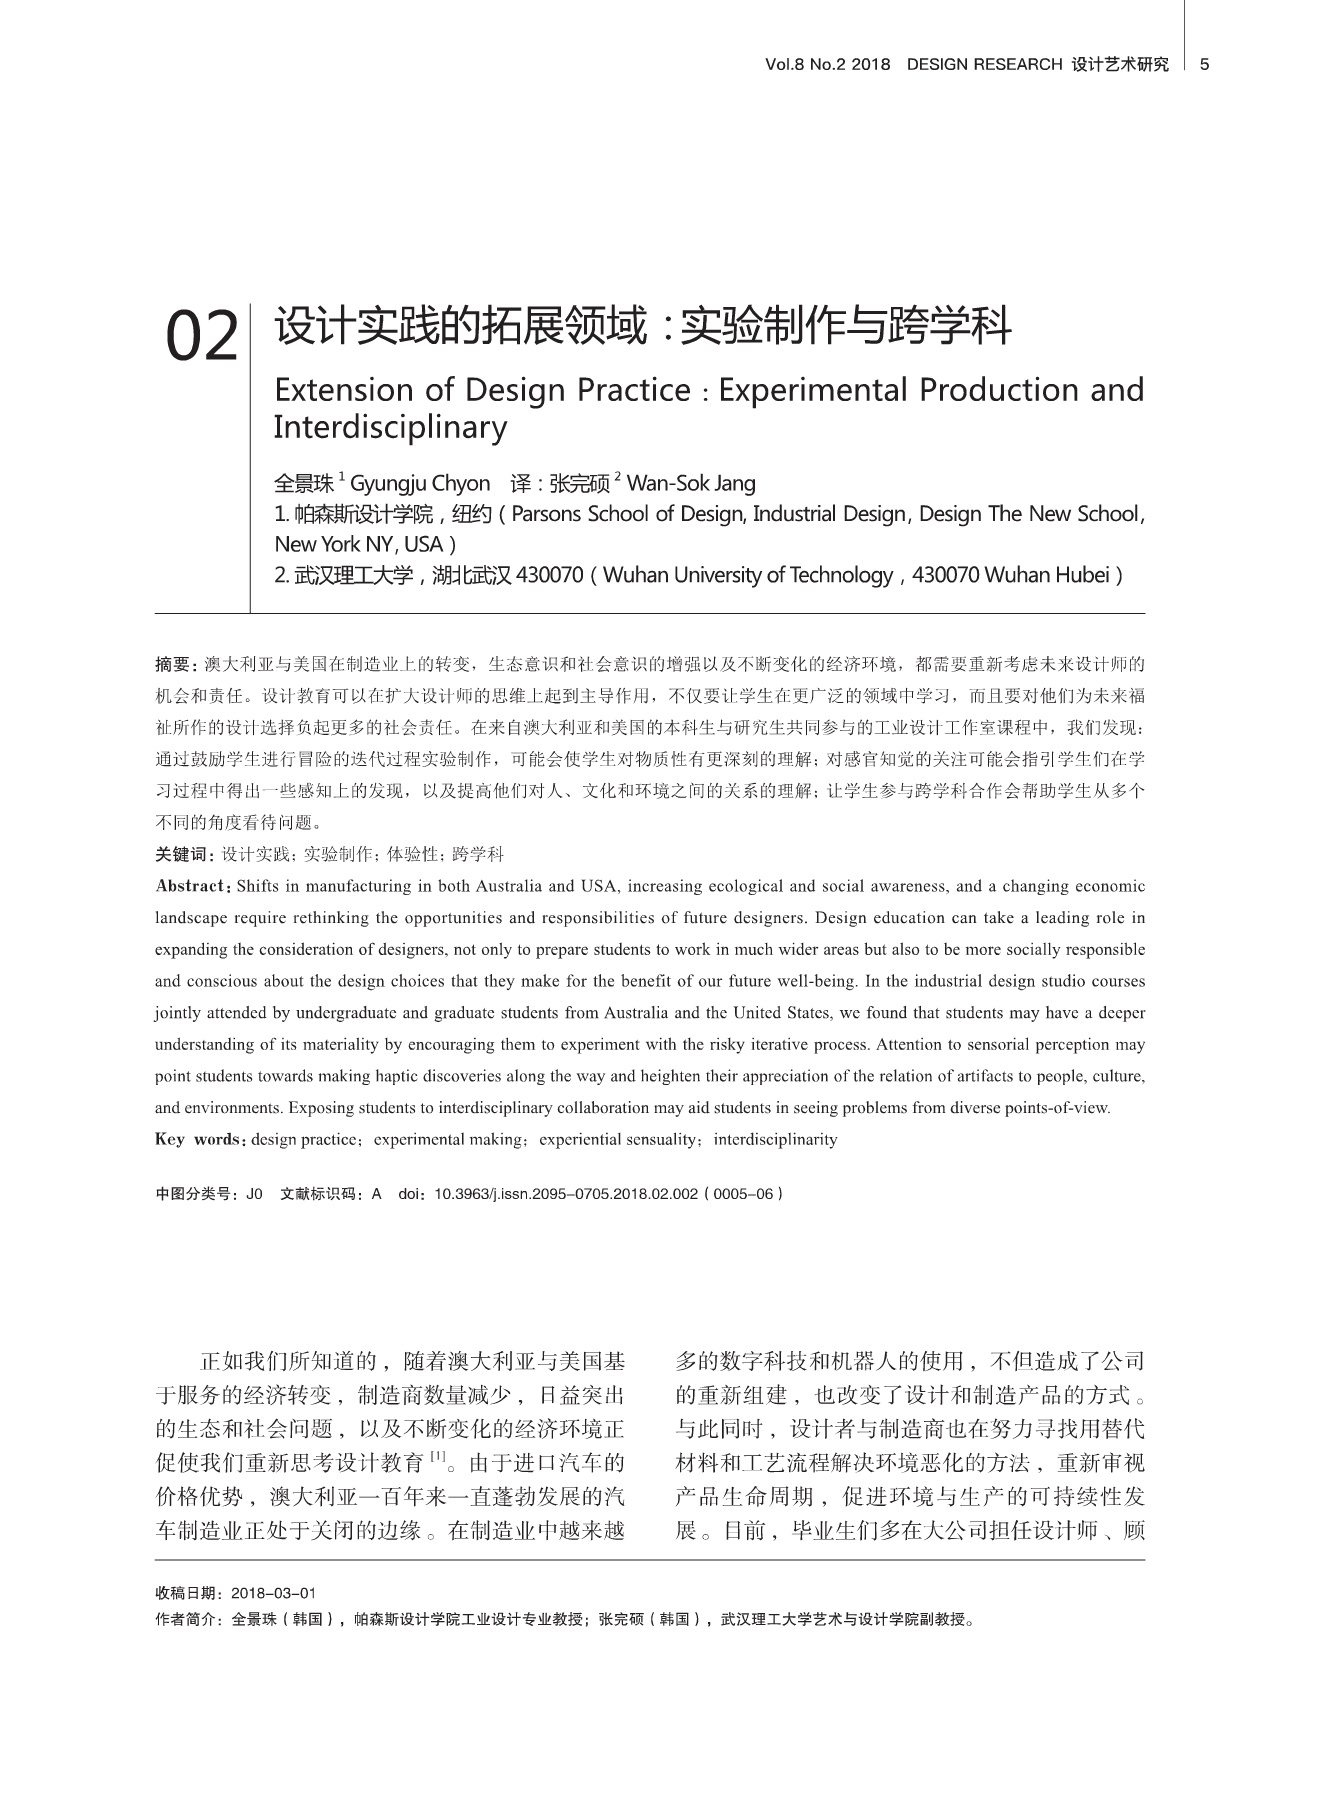 Vol.8 No.2 2018 DESIGN RESEARCH 设计艺术研究 5
02
设计实践的拓展领域：实验制作与跨学科
Extension of Design Practice : Experimental Production and
Interdisciplinary
全景珠 1 Gyungju Chyon 译：张完硕 2 Wan-Sok Jang
1. 帕森斯设计学院，纽约（Parsons School of Design, Industrial Design, Design The New School,
New York NY, USA）
2. 武汉理工大学，湖北武汉 430070（Wuhan University of Technology，430070 Wuhan Hubei）
摘要：澳大利亚与美国在制造业上的转变，生态意识和社会意识的增强以及不断变化的经济环境，都需要重新考虑未来设计师的
机会和责任。设计教育可以在扩大设计师的思维上起到主导作用，不仅要让学生在更广泛的领域中学习，而且要对他们为未来福
祉所作的设计选择负起更多的社会责任。在来自澳大利亚和美国的本科生与研究生共同参与的工业设计工作室课程中，我们发现：
通过鼓励学生进行冒险的迭代过程实验制作，可能会使学生对物质性有更深刻的理解；对感官知觉的关注可能会指引学生们在学
习过程中得出一些感知上的发现，以及提高他们对人、文化和环境之间的关系的理解；让学生参与跨学科合作会帮助学生从多个
不同的角度看待问题。
关键词：设计实践；实验制作；体验性；跨学科
Abstract: Shifts in manufacturing in both Australia and USA, increasing ecological and social awareness, and a changing economic
landscape require rethinking the opportunities and responsibilities of future designers. Design education can take a leading role in
expanding the consideration of designers, not only to prepare students to work in much wider areas but also to be more socially responsible
and conscious about the design choices that they make for the benefit of our future well-being. In the industrial design studio courses
jointly attended by undergraduate and graduate students from Australia and the United States, we found that students may have a deeper
understanding of its materiality by encouraging them to experiment with the risky iterative process. Attention to sensorial perception may
point students towards making haptic discoveries along the way and heighten their appreciation of the relation of artifacts to people, culture,
and environments. Exposing students to interdisciplinary collaboration may aid students in seeing problems from diverse points-of-view.
Key words: design practice; experimental making; experiential sensuality; interdisciplinarity
中图分类号：J0 文献标识码：A doi：10.3963/j.issn.2095-0705.2018.02.002（0005-06）
正如我们所知道的，随着澳大利亚与美国基
于服务的经济转变，制造商数量减少，日益突出
的生态和社会问题，以及不断变化的经济环境正
促使我们重新思考设计教育 [1]。由于进口汽车的
价格优势，澳大利亚一百年来一直蓬勃发展的汽
车制造业正处于关闭的边缘。在制造业中越来越
多的数字科技和机器人的使用，不但造成了公司
的重新组建，也改变了设计和制造产品的方式。
与此同时，设计者与制造商也在努力寻找用替代
材料和工艺流程解决环境恶化的方法，重新审视
产品生命周期，促进环境与生产的可持续性发
展。目前，毕业生们多在大公司担任设计师、顾
收稿日期：2018-03-01
作者简介：全景珠（韩国），帕森斯设计学院工业设计专业教授；张完硕（韩国），武汉理工大学艺术与设计学院副教授。